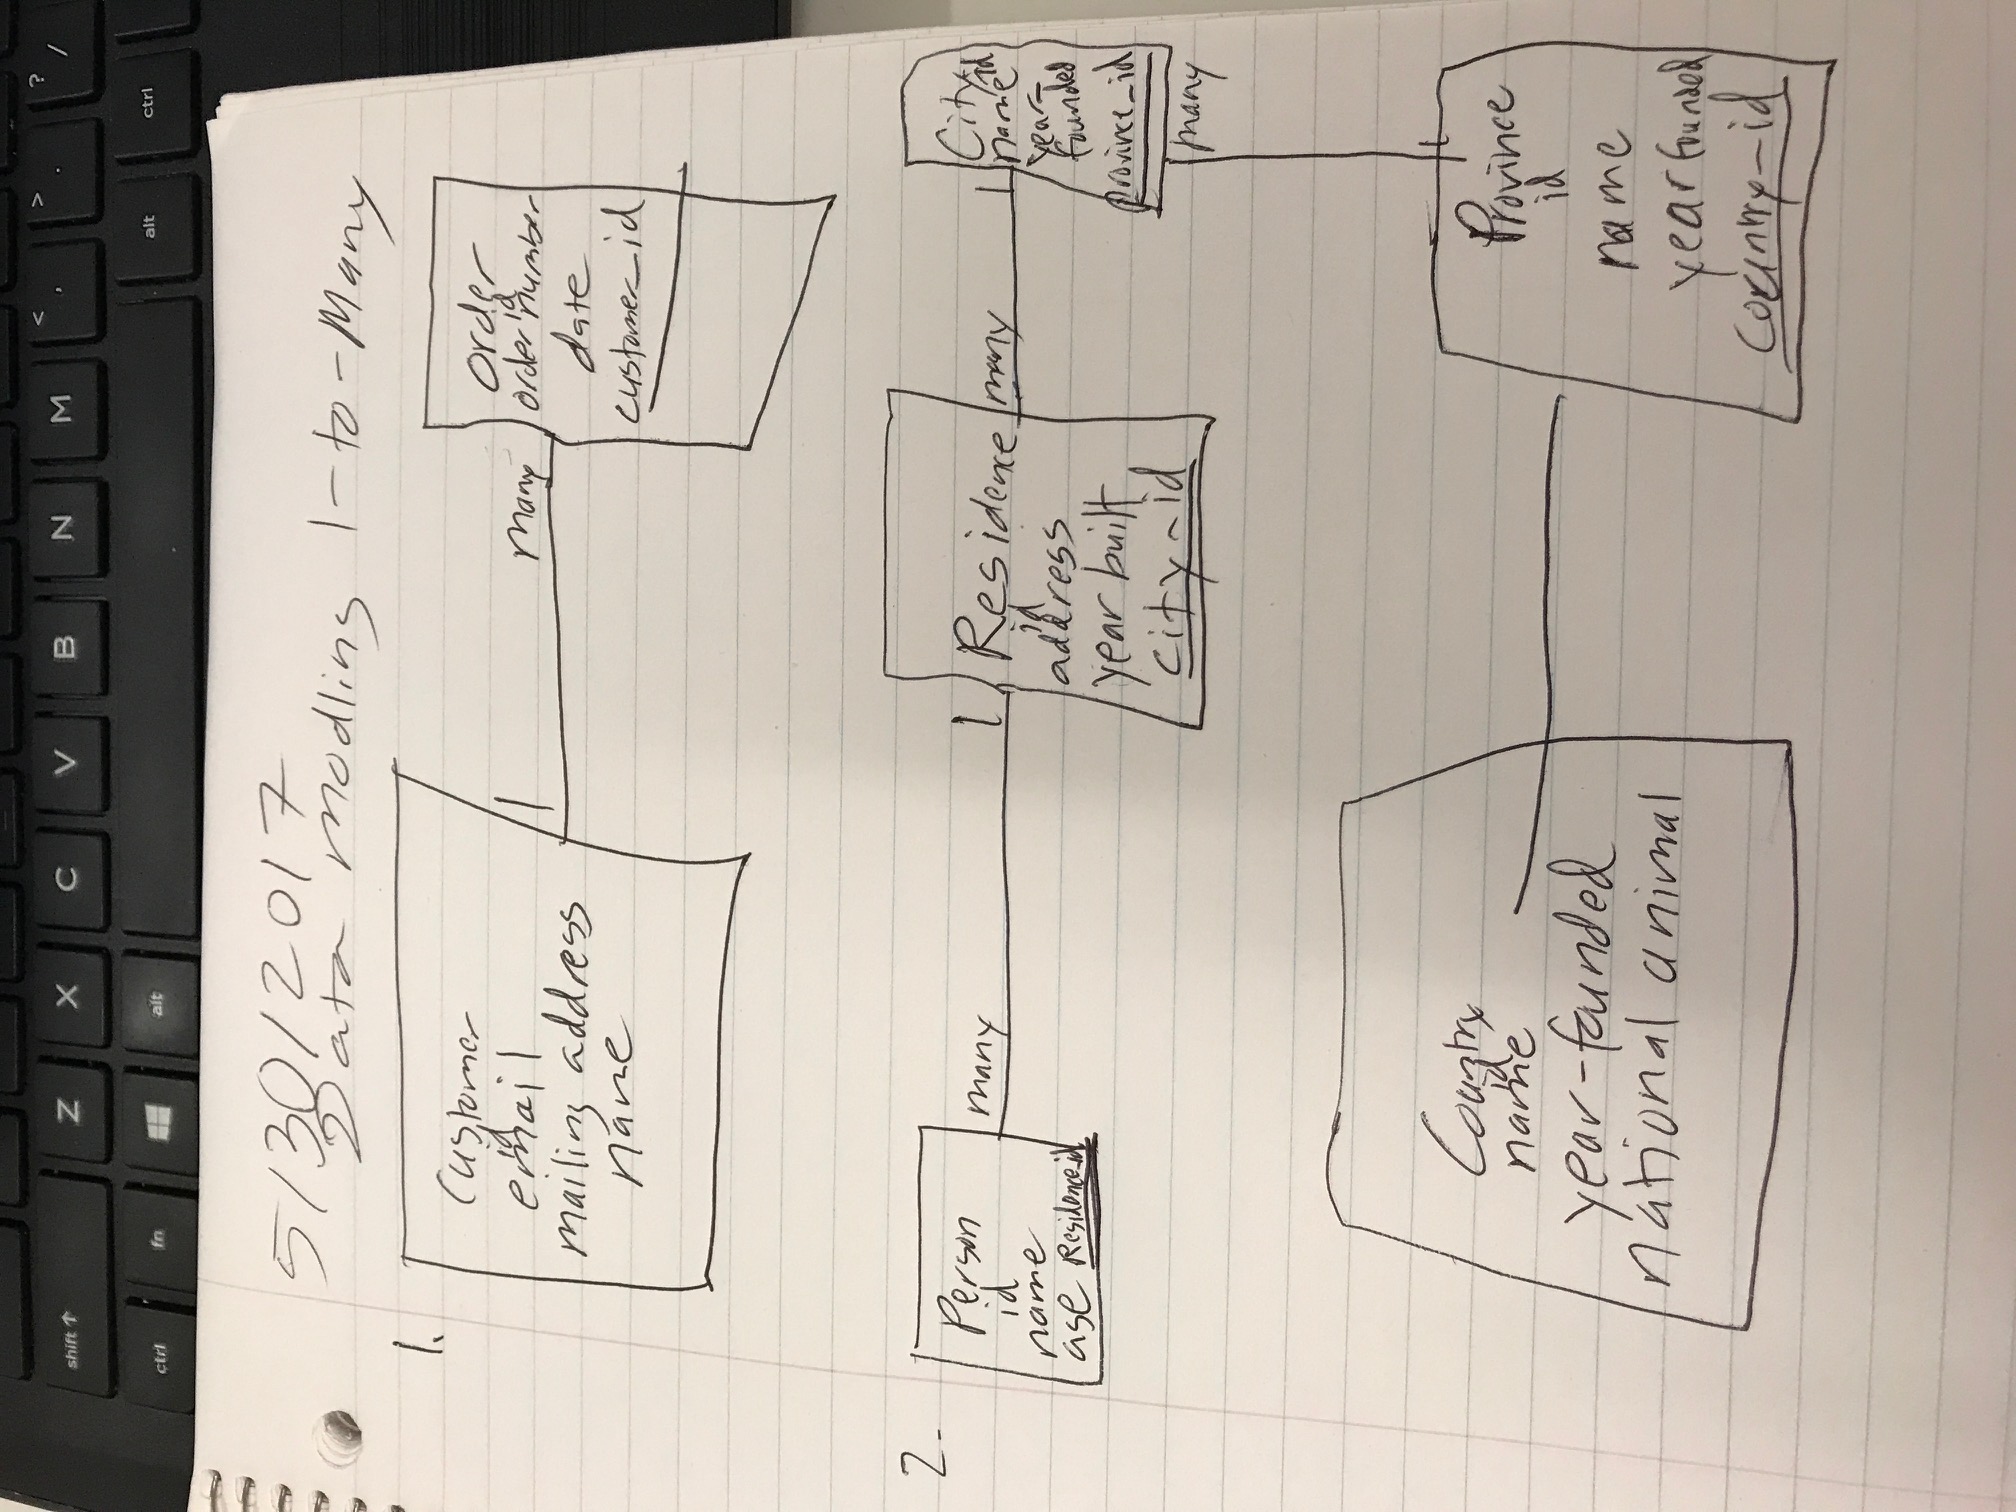 shift ↑ Z X C V B N M < , > . ? /
ctrl fn alt alt ctrl
5/30/2017
Data Modling 1-to-Many
1.
Customer
id
email
mailing address
name
1 many
order
id
order number
date
customer_id
2.
Person
id
name
age Residence_id
many 1
Residence
id
address
year built
city_id
many 1
City id
name
year-
founded
province_id
many
1
Country
id
name
year-founded
national animal
Province
id
name
year founded
country_id